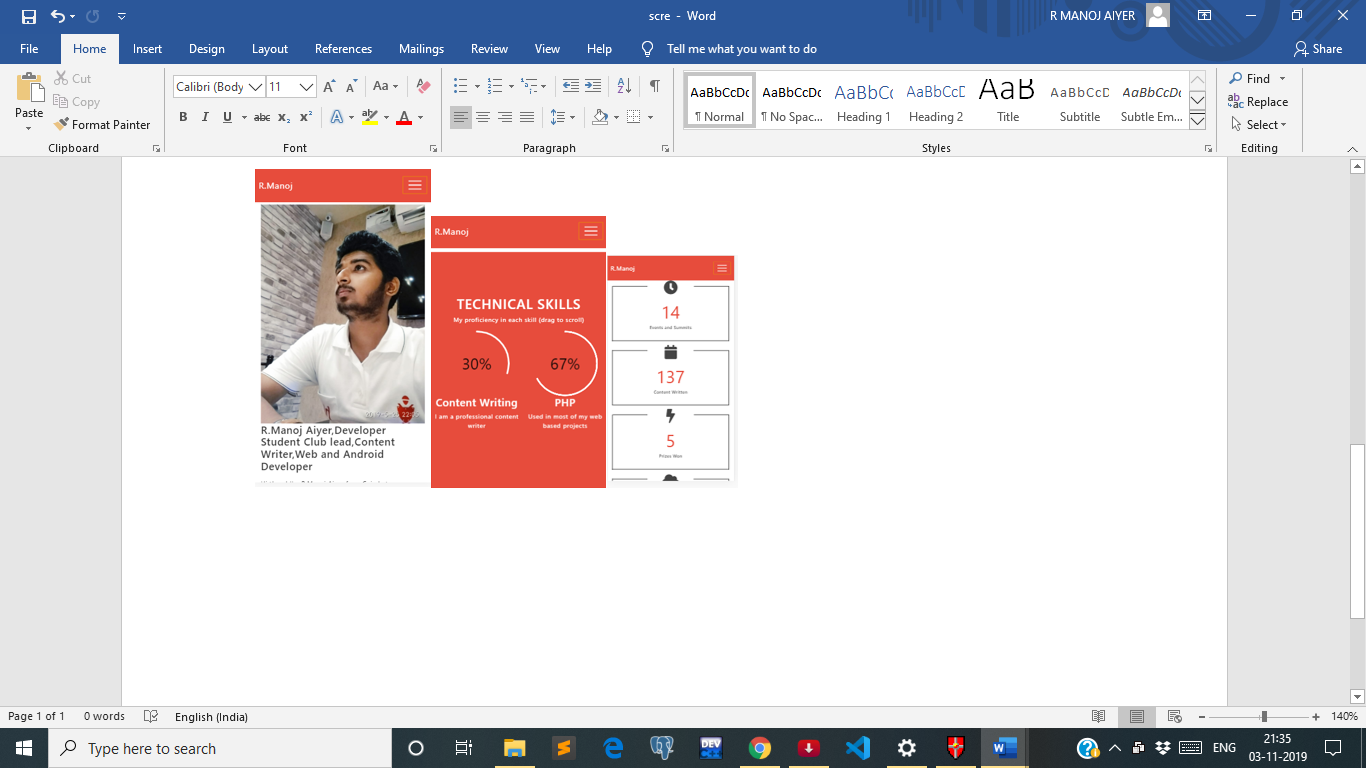 scre - Word
R MANOJ AIYER
File Home Insert Design Layout References Mailings Review View Help Tell me what you want to do Share
Paste
Cut
Copy
Format Painter
Clipboard
Calibri (Body 11
Aa
B I U abc x₂ x²
A
Font
Paragraph
AaBbCcDc AaBbCcDc AaBbCc AaBbCcD AaB AaBbCcD AaBbCcDc
¶ Normal ¶ No Spac... Heading 1 Heading 2 Title Subtitle Subtle Em...
Styles
Find
Replace
Select
Editing
R.Manoj
R.Manoj Aiyer,Developer
Student Club lead,Content
Writer,Web and Android
Developer
R.Manoj
TECHNICAL SKILLS
My proficiency in each skill (drag to scroll)
30% 67%
Content Writing PHP
I am a professional content
writer
Used in most of my web
based projects
R.Manoj
14
Events and Summits
137
Content Written
5
Prizes Won
Page 1 of 1 0 words English (India)
140%
Type here to search
DEV
ENG
21:35
03-11-2019